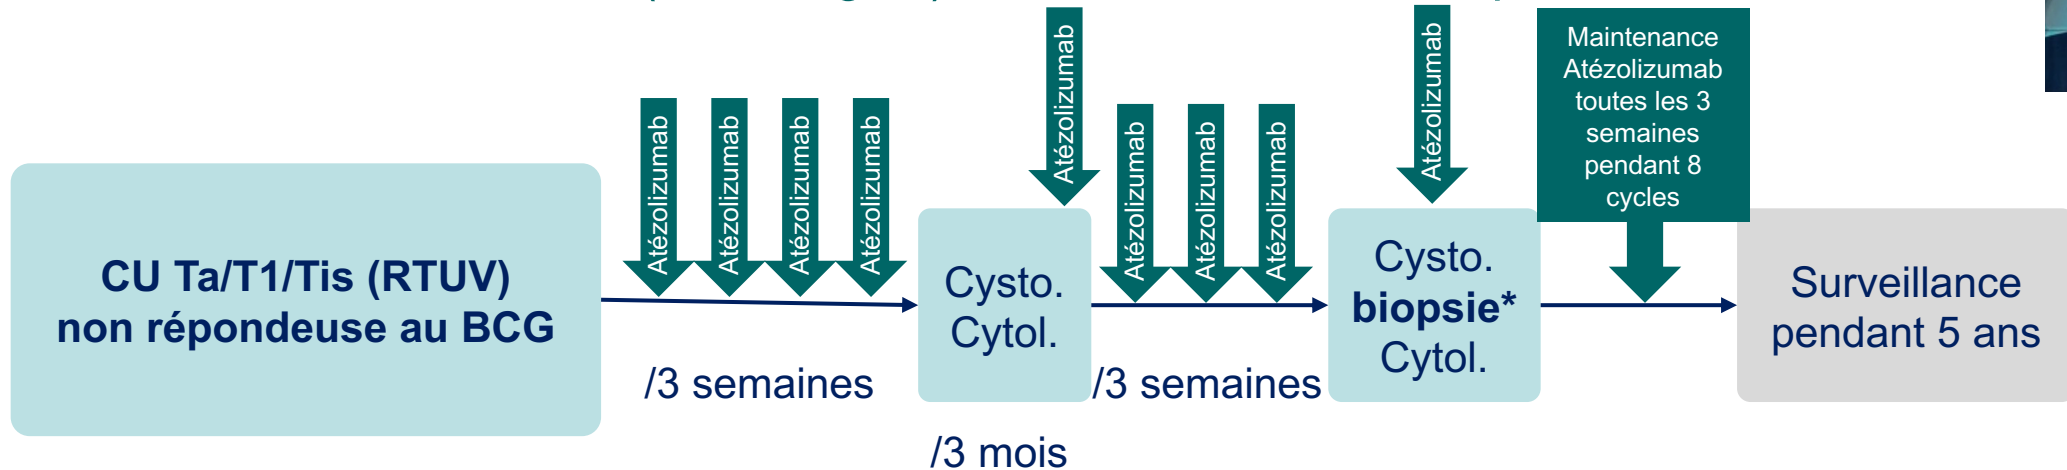 CU Ta/T1/Tis (RTUV)
non répondeuse au BCG
Atézolizumab
Atézolizumab
Atézolizumab
Atézolizumab
/3 semaines
Atézolizumab
Cysto.
Cytol.
/3 mois
Atézolizumab
Atézolizumab
Atézolizumab
/3 semaines
Atézolizumab
Cysto.
biopsie*
Cytol.
Maintenance
Atézolizumab
toutes les 3
semaines
pendant 8
cycles
Surveillance
pendant 5 ans